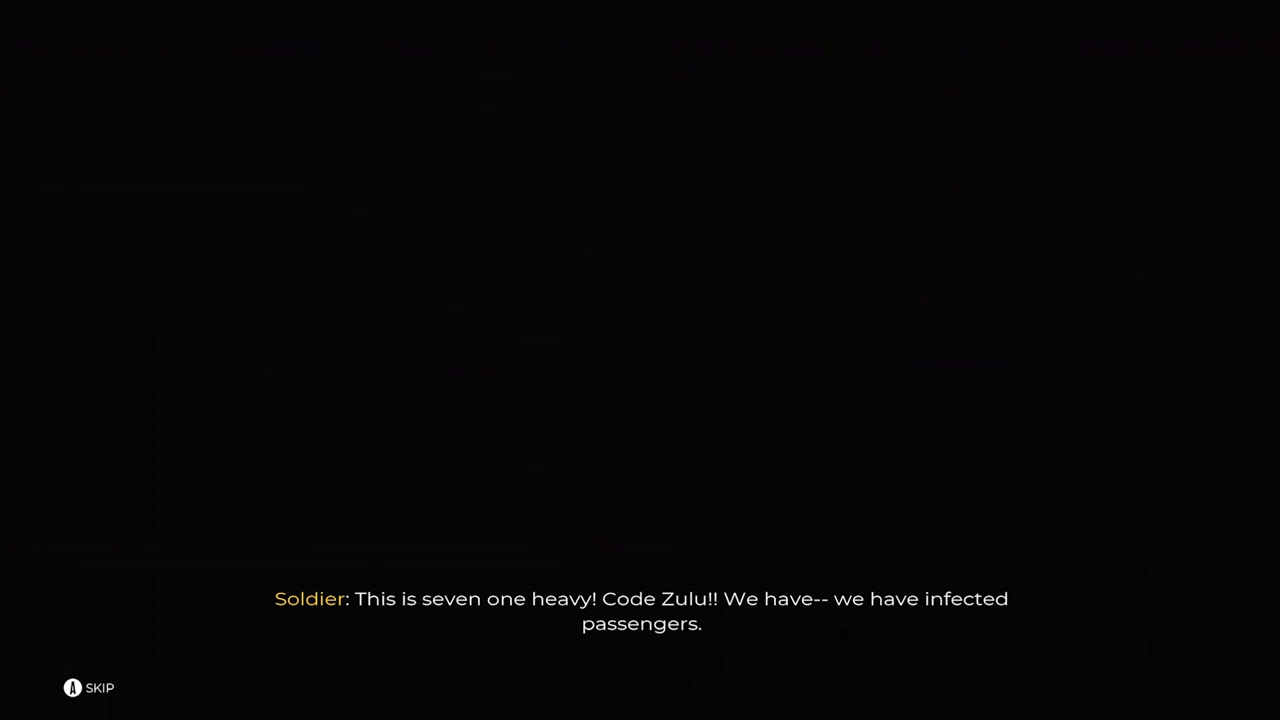 Soldier: This is seven one heavy! Code Zulu!! We have-- we have infected
passengers.
A SKIP